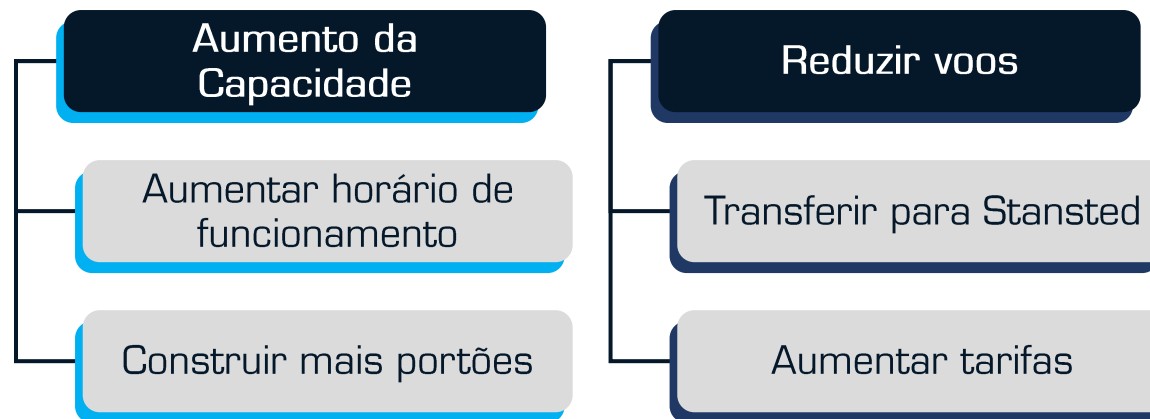 Aumento da
Capacidade
Aumentar horário de
funcionamento
Construir mais portões
Reduzir voos
Transferir para Stansted
Aumentar tarifas